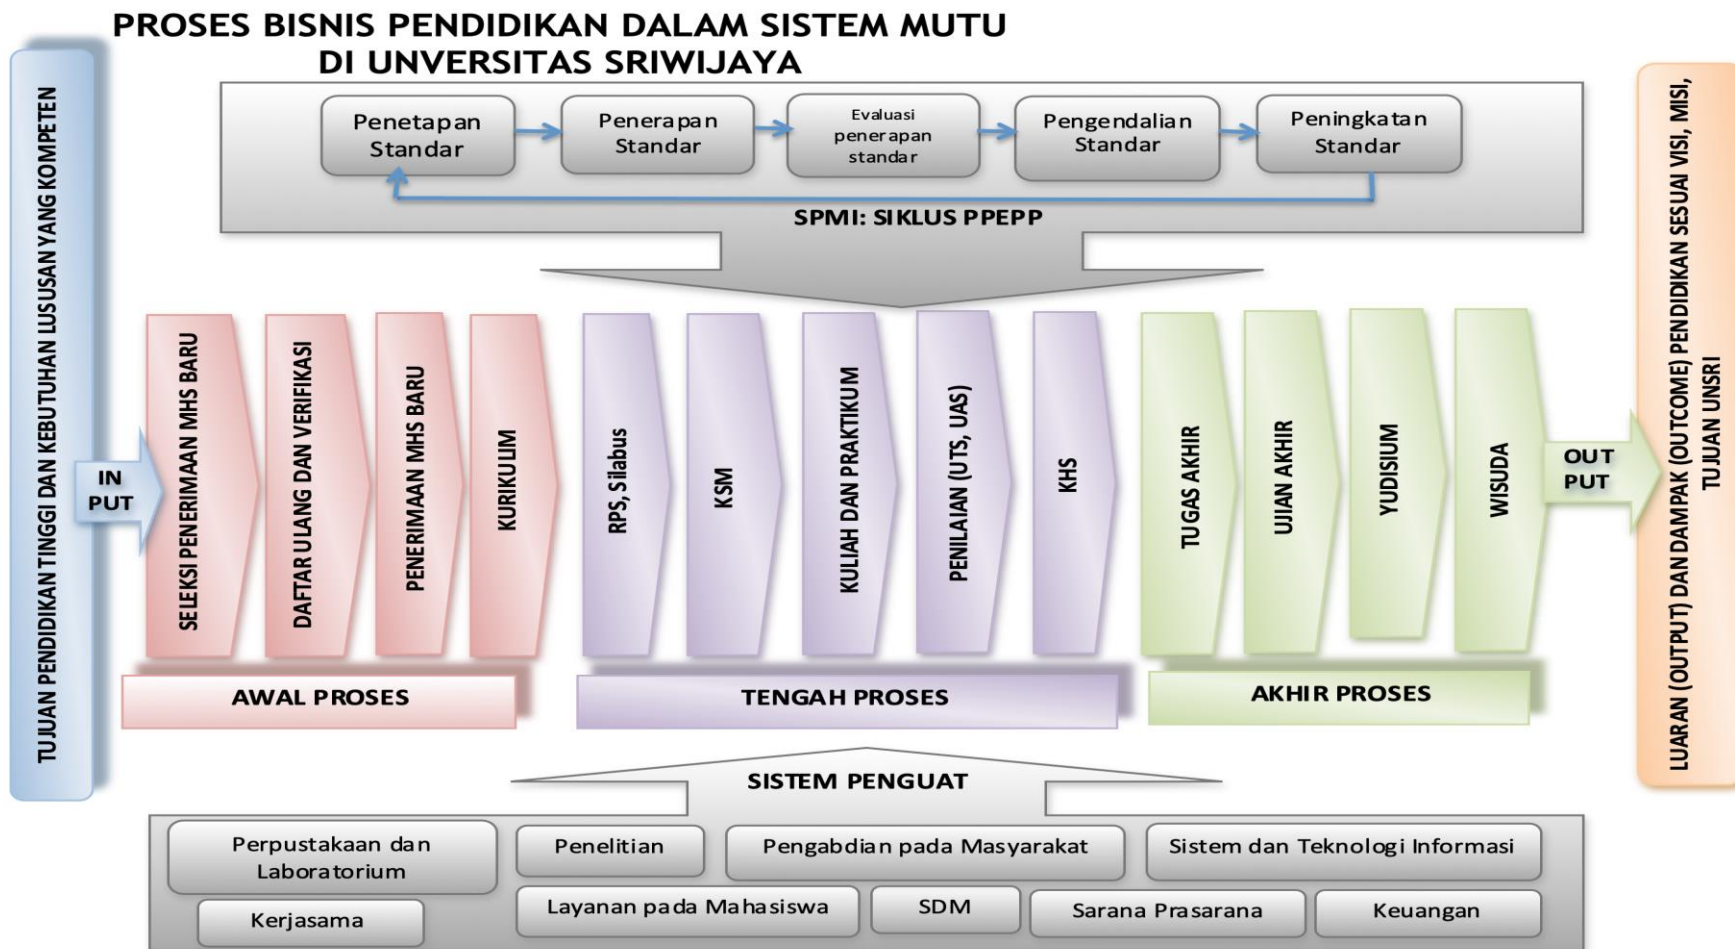 PROSES BISNIS PENDIDIKAN DALAM SISTEM MUTU
DI UNVERSITAS SRIWIJAYA
TUJUAN PENDIDIKAN TINGGI DAN KEBUTUHAN LUSUSAN YANG KOMPETEN
Penetapan
Standar
Penerapan
Standar
Evaluasi
penerapan
standar
Pengendalian
Standar
Peningkatan
Standar
SPMI: SIKLUS PPEPP
IN
PUT
SELEKSI PENERIMAAN MHS BARU
DAFTAR ULANG DAN VERIFIKASI
PENERIMAAN MHS BARU
KURIKULIM
RPS, Silabus
KSM
KULIAH DAN PRAKTIKUM
PENILAIAN (UTS, UAS)
KHS
TUGAS AKHIR
UJIAN AKHIR
YUDISIUM
WISUDA
OUT
PUT
LUARAN (OUTPUT) DAN DAMPAK (OUTCOME) PENDIDIKAN SESUAI VISI, MISI,
TUJUAN UNSRI
AWAL PROSES
TENGAH PROSES
AKHIR PROSES
SISTEM PENGUAT
Perpustakaan dan
Laboratorium
Penelitian
Pengabdian pada Masyarakat
Sistem dan Teknologi Informasi
Kerjasama
Layanan pada Mahasiswa
SDM
Sarana Prasarana
Keuangan